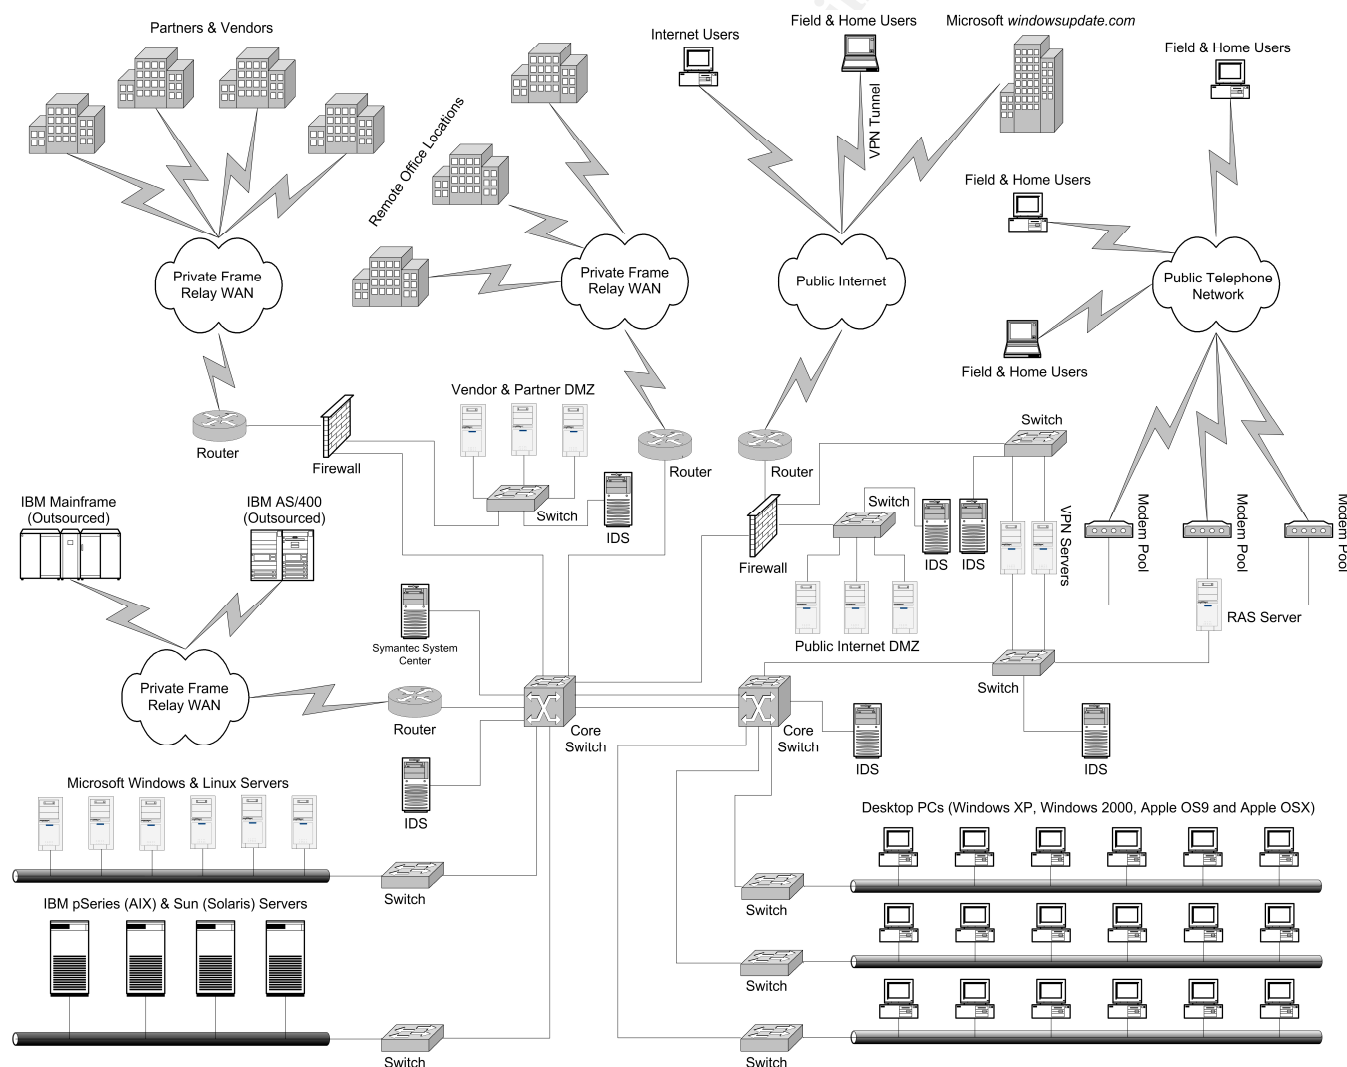 Partners & Vendors
Internet Users
Field & Home Users
Microsoft windowsupdate.com
Field & Home Users
Remote Office Locations
VPN Tunnel
Field & Home Users
Private Frame
Relay WAN
Private Frame
Relay WAN
Public Internet
Public Telephone
Network
Field & Home Users
Vendor & Partner DMZ
Switch
Router
Firewall
Router
Router
IBM Mainframe
(Outsourced)
IBM AS/400
(Outsourced)
Switch
IDS
Switch
Firewall
IDS
IDS
VPN Servers
Modem Pool
Modem Pool
Modem Pool
RAS Server
Symantec System
Center
Public Internet DMZ
Private Frame
Relay WAN
Switch
Router
Core
Switch
Core
Switch
IDS
IDS
Microsoft Windows & Linux Servers
IDS
Desktop PCs (Windows XP, Windows 2000, Apple OS9 and Apple OSX)
Switch
Switch
IBM pSeries (AIX) & Sun (Solaris) Servers
Switch
Switch
Switch